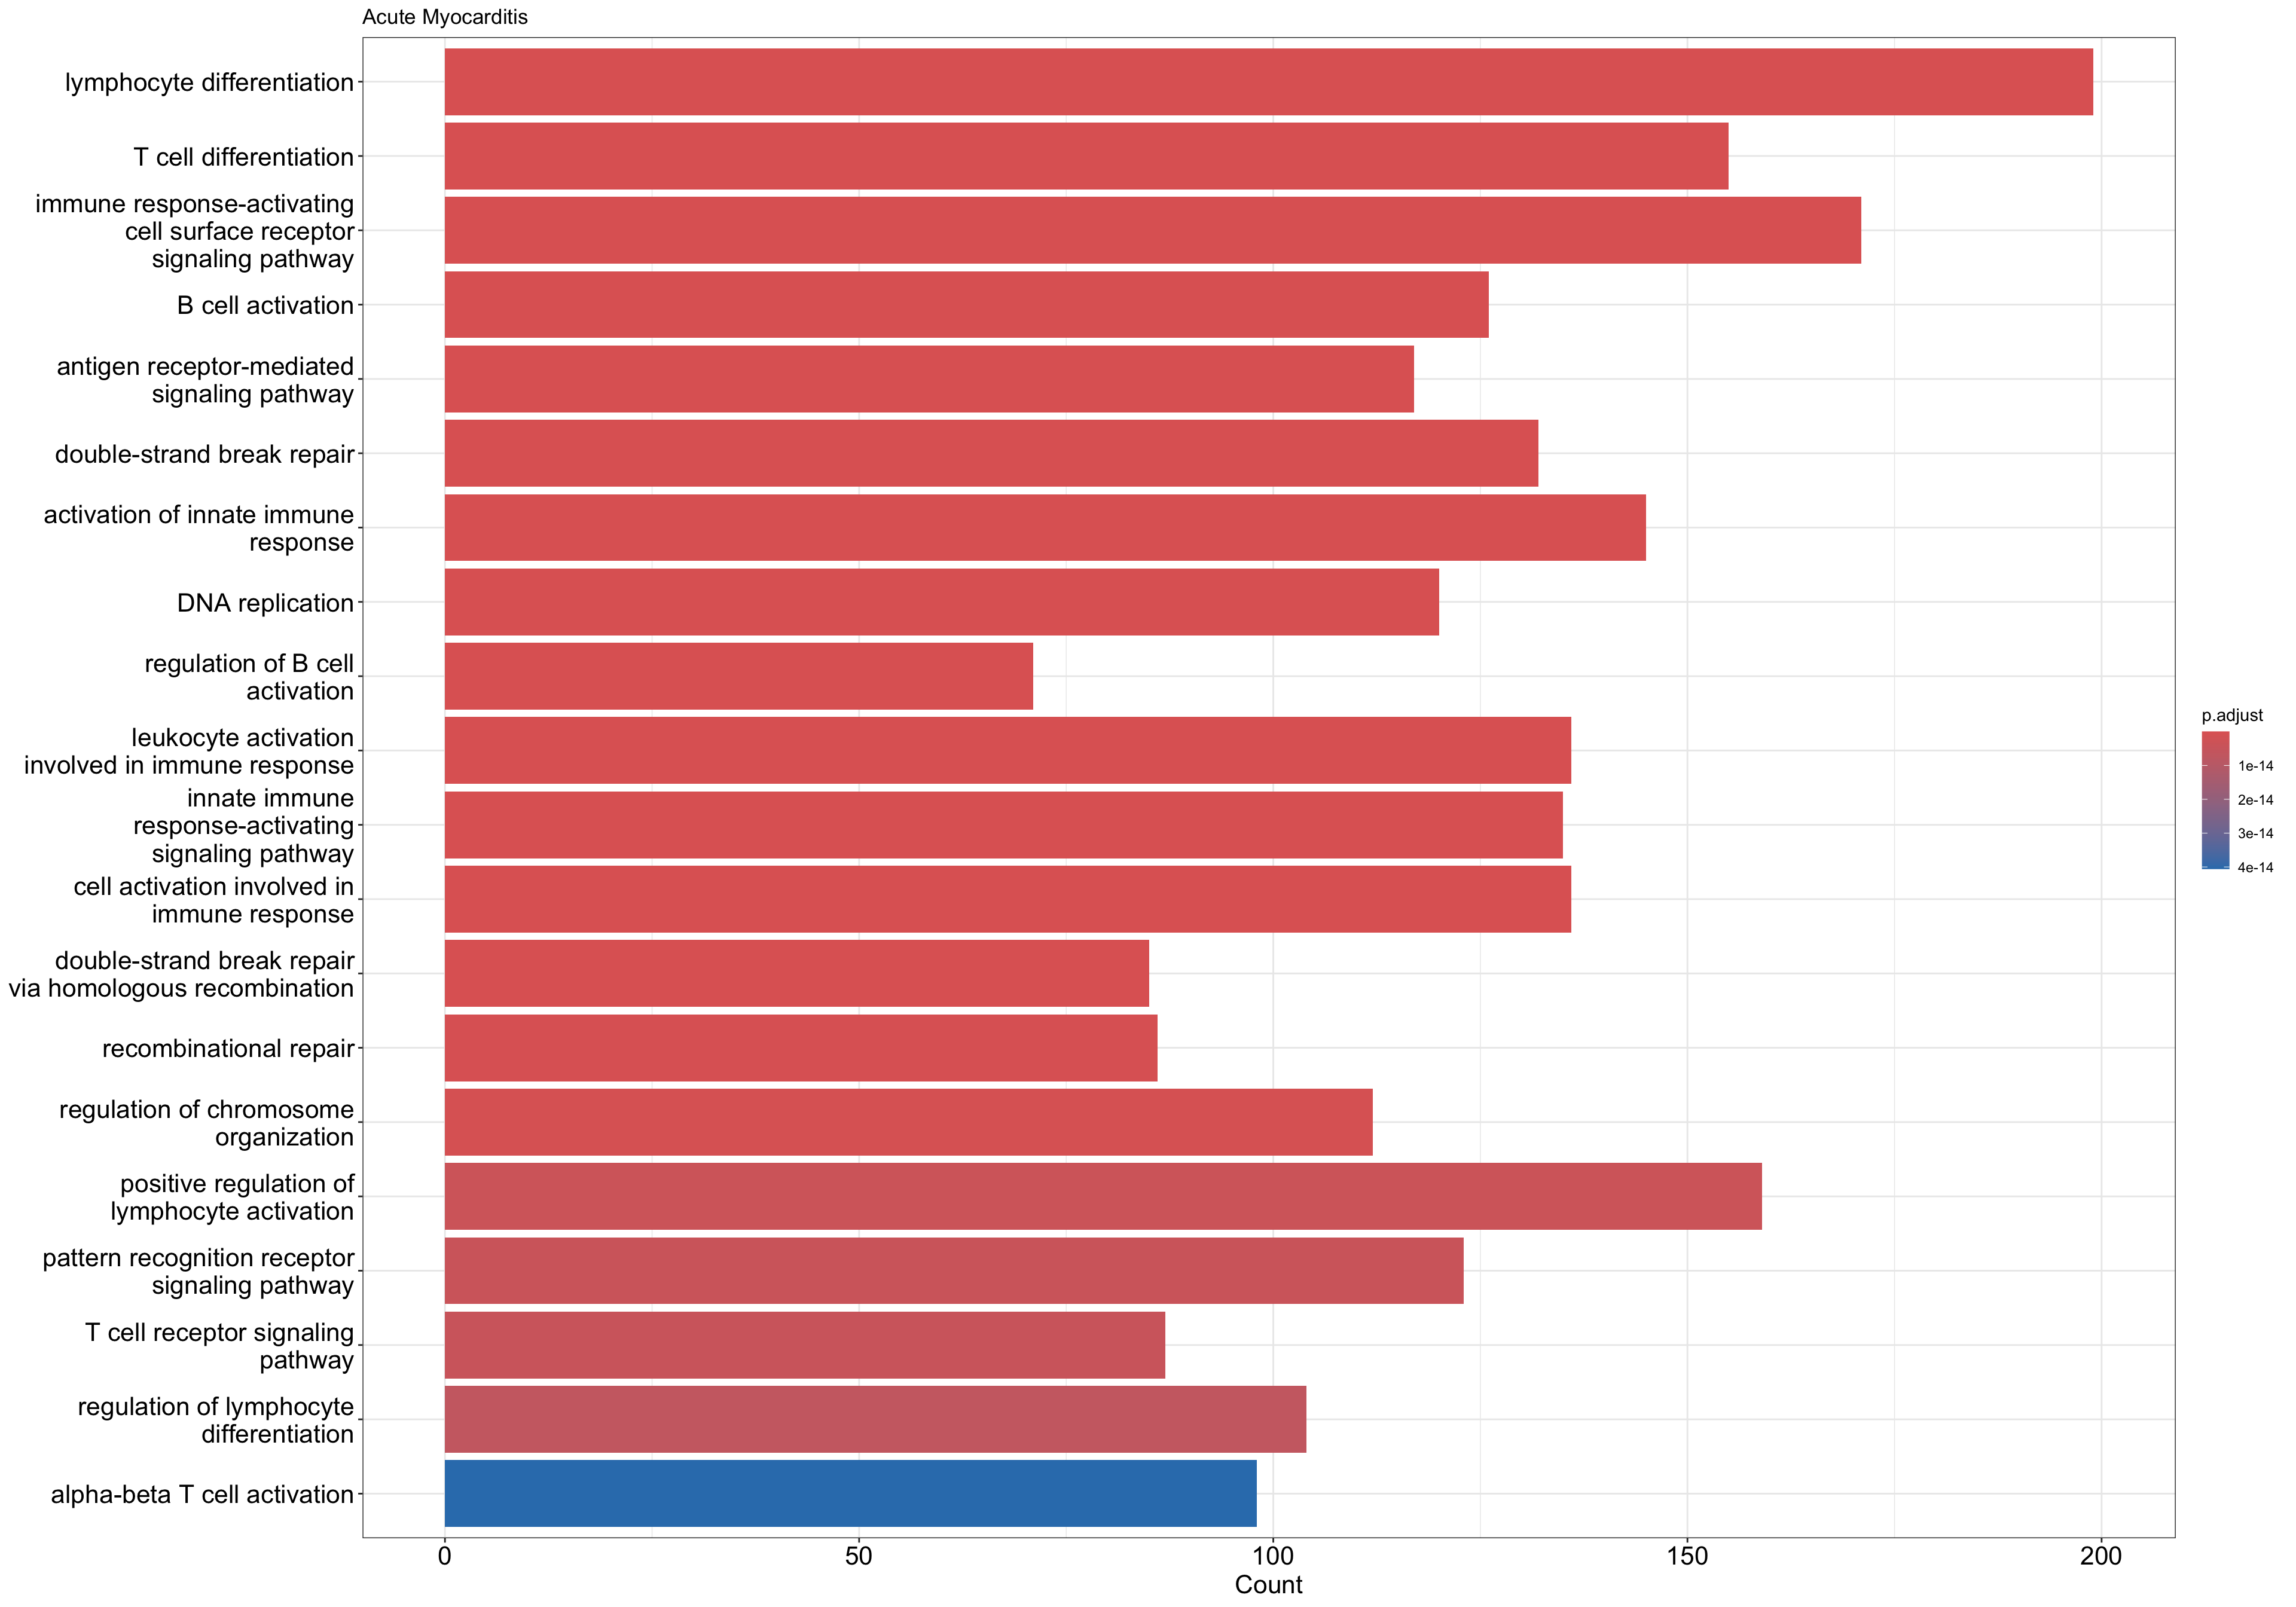 Acute Myocarditis
lymphocyte differentiation
T cell differentiation
immune response-activating
cell surface receptor
signaling pathway
B cell activation
antigen receptor-mediated
signaling pathway
double-strand break repair
activation of innate immune
response
DNA replication
regulation of B cell
activation
leukocyte activation
involved in immune response
innate immune
response-activating
signaling pathway
cell activation involved in
immune response
double-strand break repair
via homologous recombination
recombinational repair
regulation of chromosome
organization
positive regulation of
lymphocyte activation
pattern recognition receptor
signaling pathway
T cell receptor signaling
pathway
regulation of lymphocyte
differentiation
alpha-beta T cell activation
0 50 100 150 200
Count
p.adjust
1e-14
2e-14
3e-14
4e-14